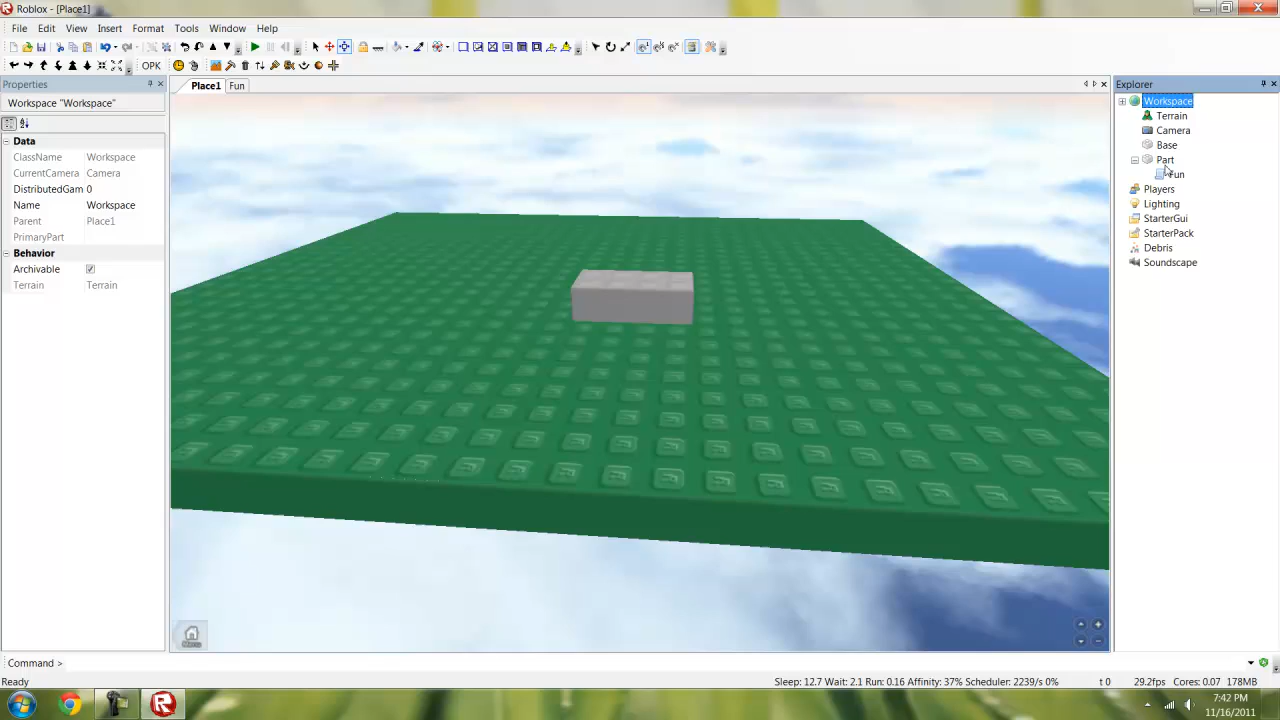 Roblox - [Place1]
File Edit View Insert Format Tools Window Help
OPK
Properties
Workspace "Workspace"
Data
ClassName Workspace
CurrentCamera Camera
DistributedGam 0
Name Workspace
Parent Place1
PrimaryPart
Behavior
Archivable
Terrain Terrain
Place1 Fun
Explorer
Workspace
Terrain
Camera
Base
Part
Fun
Players
Lighting
StarterGui
StarterPack
Debris
Soundscape
Command >
Ready
Sleep: 12.7 Wait: 2.1 Run: 0.16 Affinity: 37% Scheduler: 2239/s 0%
t 0
29.2fps
Cores: 0.07
178MB
7:42 PM
11/16/2011